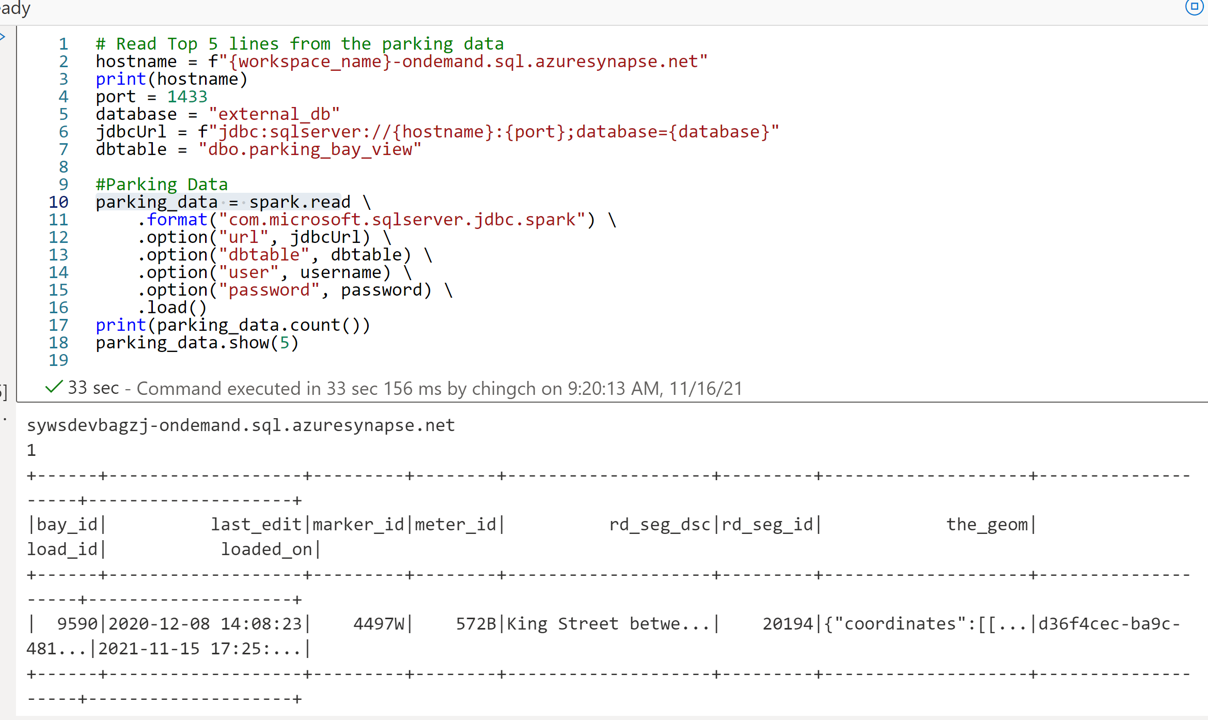 ady
1 # Read Top 5 lines from the parking data
2 hostname = f"{workspace_name}-ondemand.sql.azuresynapse.net"
3 print(hostname)
4 port = 1433
5 database = "external_db"
6 jdbcUrl = f"jdbc:sqlserver://{hostname}:{port};database={database}"
7 dbtable = "dbo.parking_bay_view"
8
9 #Parking Data
10 parking_data = spark.read \
11     .format("com.microsoft.sqlserver.jdbc.spark") \
12     .option("url", jdbcUrl) \
13     .option("dbtable", dbtable) \
14     .option("user", username) \
15     .option("password", password) \
16     .load()
17 print(parking_data.count())
18 parking_data.show(5)
19
33 sec - Command executed in 33 sec 156 ms by chingch on 9:20:13 AM, 11/16/21
sywsdevbagzj-ondemand.sql.azuresynapse.net
1
+------+-------------------+---------+--------+--------------------+---------+--------------------+---------------
-----+--------------------+
|bay_id|          last_edit|marker_id|meter_id|          rd_seg_dsc|rd_seg_id|            the_geom|
load_id|           loaded_on|
+------+-------------------+---------+--------+--------------------+---------+--------------------+---------------
-----+--------------------+
|  9590|2020-12-08 14:08:23|    4497W|    572B|King Street betwe...|    20194|{"coordinates":[[...|d36f4cec-ba9c-
481...|2021-11-15 17:25:...|
+------+-------------------+---------+--------+--------------------+---------+--------------------+---------------
-----+--------------------+